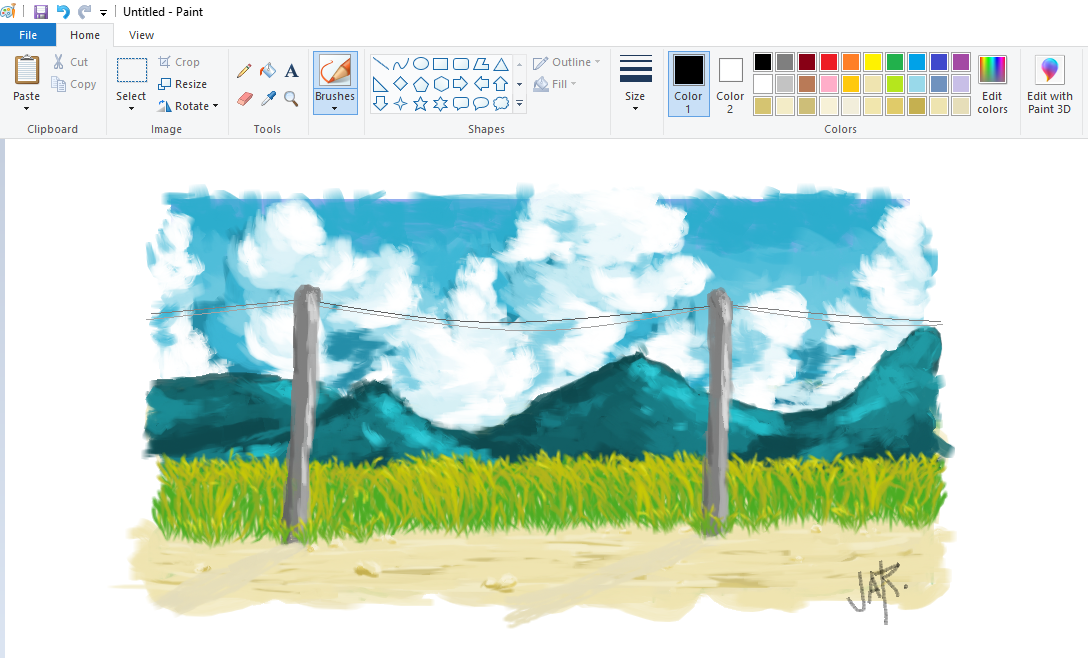 Untitled - Paint
File Home View
Paste
Cut
Copy
Clipboard
Select
Crop
Resize
Rotate
Image
A
Tools
Brushes
Shapes
Outline
Fill
Size
Color
1
Color
2
Edit
colors
Colors
Edit with
Paint 3D
JAR.